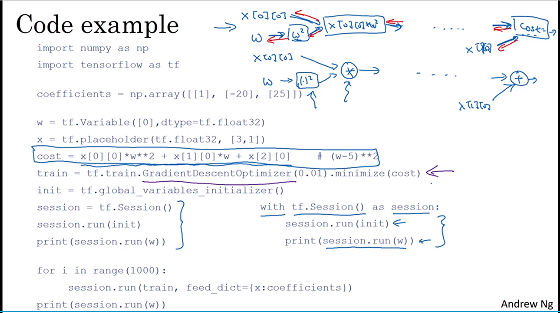 Code example
x[0][0]
x[0][0]*w²
cost
w
w²
x[0][0]
w
(·)²
*
+
x[1][0]
import numpy as np
import tensorflow as tf
coefficients = np.array([[1], [-20], [25]])
w = tf.Variable([0],dtype=tf.float32)
x = tf.placeholder(tf.float32, [3,1])
cost = x[0][0]*w**2 + x[1][0]*w + x[2][0]    # (w-5)**2
train = tf.train.GradientDescentOptimizer(0.01).minimize(cost)
init = tf.global_variables_initializer()
session = tf.Session()
session.run(init)
print(session.run(w))
with tf.Session() as session:
session.run(init)
print(session.run(w))
for i in range(1000):
session.run(train, feed_dict={x:coefficients})
print(session.run(w))
Andrew Ng